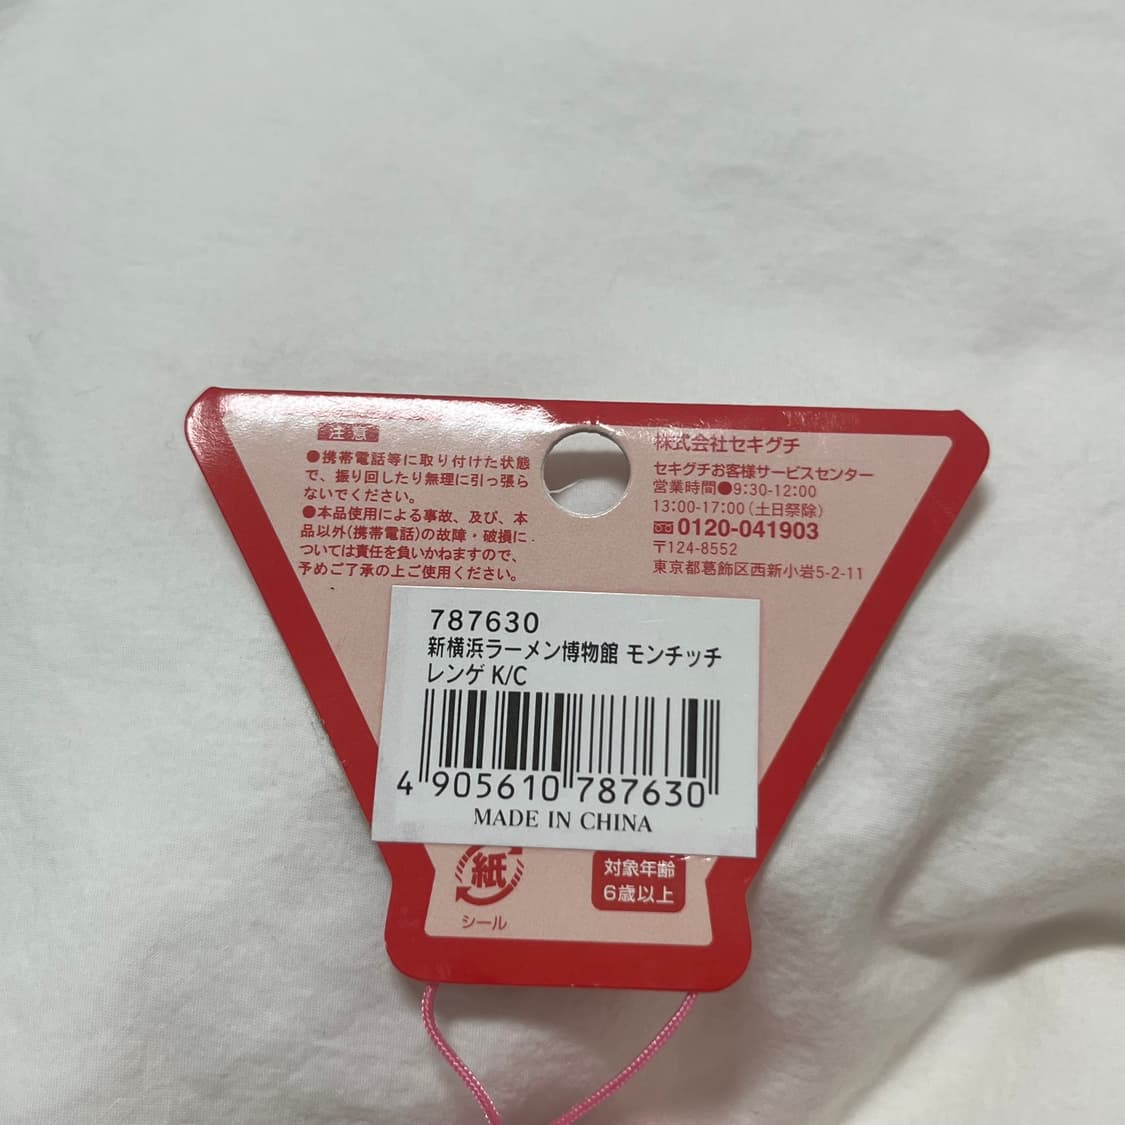 注意
●携帯電話等に取り付けた状態
で、振り回したり無理に引っ張ら
ないでください。
●本品使用による事故、及び、本
品以外(携帯電話)の故障・破損に
ついては責任を負いかねますので、
予めご了承の上ご使用ください。
株式会社セキグチ
セキグチお客様サービスセンター
営業時間●9:30-12:00
13:00-17:00(土日祭除)
0120-041903
〒124-8552
東京都葛飾区西新小岩5-2-11
787630
新横浜ラーメン博物館 モンチッチ
レンゲ K/C
4 905610 787630
MADE IN CHINA
紙
シール
対象年齢
6歳以上